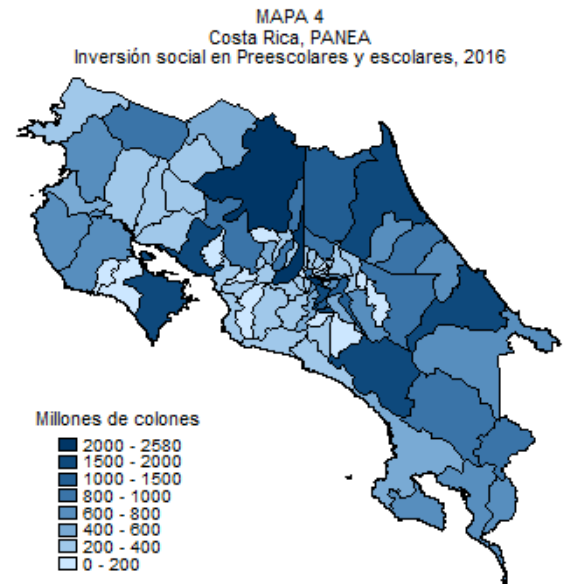 MAPA 4
Costa Rica, PANEA
Inversión social en Preescolares y escolares, 2016
Millones de colones
2000 - 2580
1500 - 2000
1000 - 1500
800 - 1000
600 - 800
400 - 600
200 - 400
0 - 200